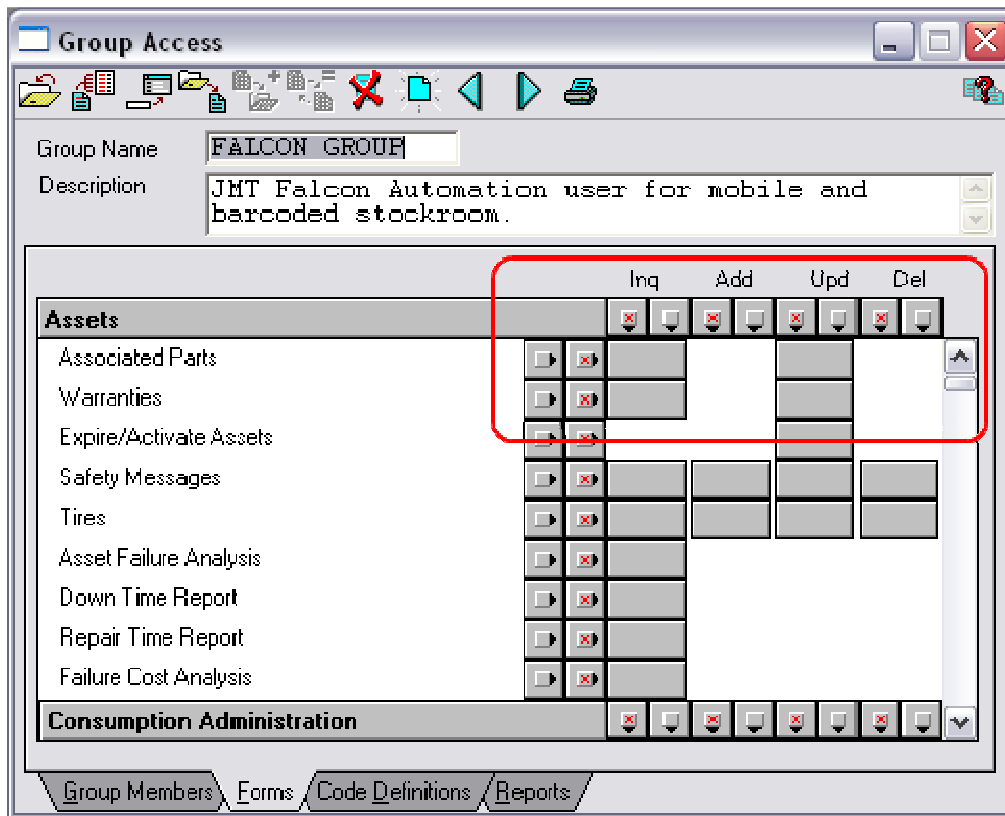 Group Access
Group Name FALCON GROUP
Description JMT Falcon Automation user for mobile and
barcoded stockroom.
Inq Add Upd Del
Assets
Associated Parts
Warranties
Expire/Activate Assets
Safety Messages
Tires
Asset Failure Analysis
Down Time Report
Repair Time Report
Failure Cost Analysis
Consumption Administration
Group Members Forms Code Definitions Reports